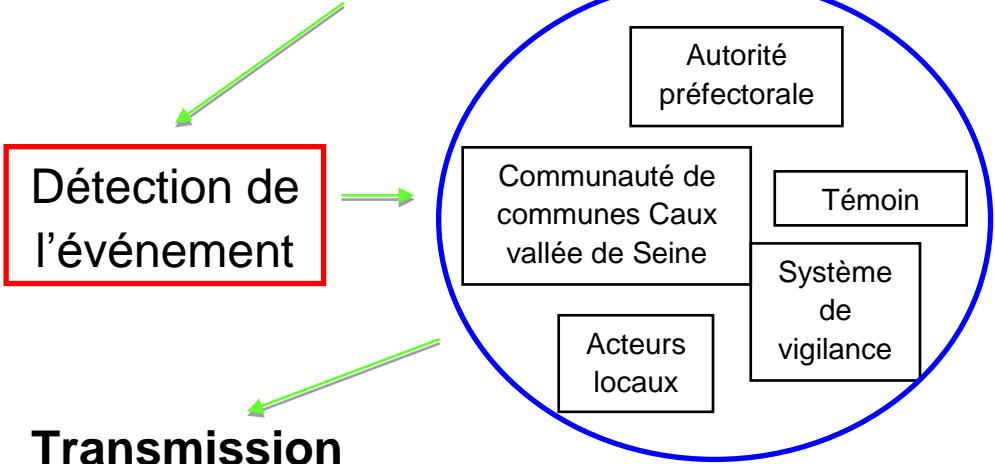 Autorité
préfectorale
Détection de
l’événement
Communauté de
communes Caux
vallée de Seine
Témoin
Système
de
vigilance
Acteurs
locaux
Transmission